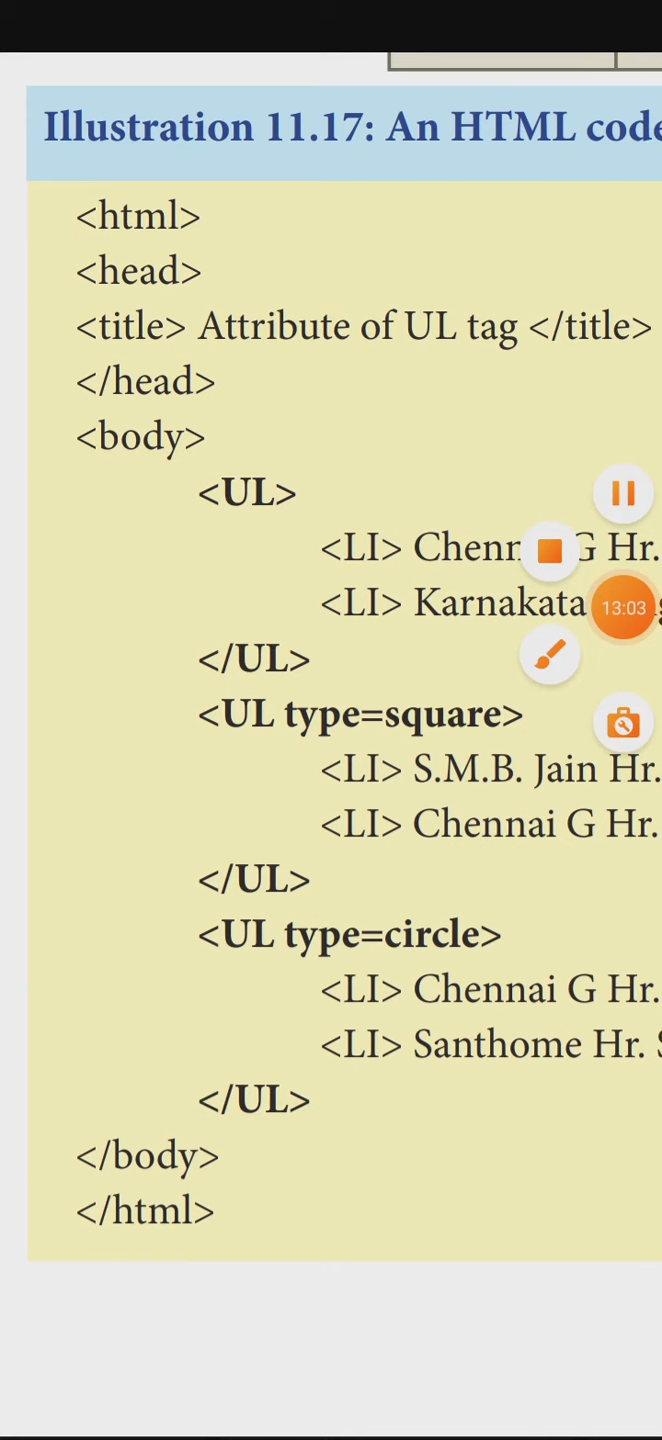 Illustration 11.17: An HTML code
<html>
<head>
<title> Attribute of UL tag </title>
</head>
<body>
<UL>
<LI> G Hr.
<LI> Karnakata
</UL>
<UL type=square>
<LI> S.M.B. Jain Hr.
<LI> Chennai G Hr.
</UL>
<UL type=circle>
<LI> Chennai G Hr.
<LI> Santhome Hr.
</UL>
</body>
</html>
13:03